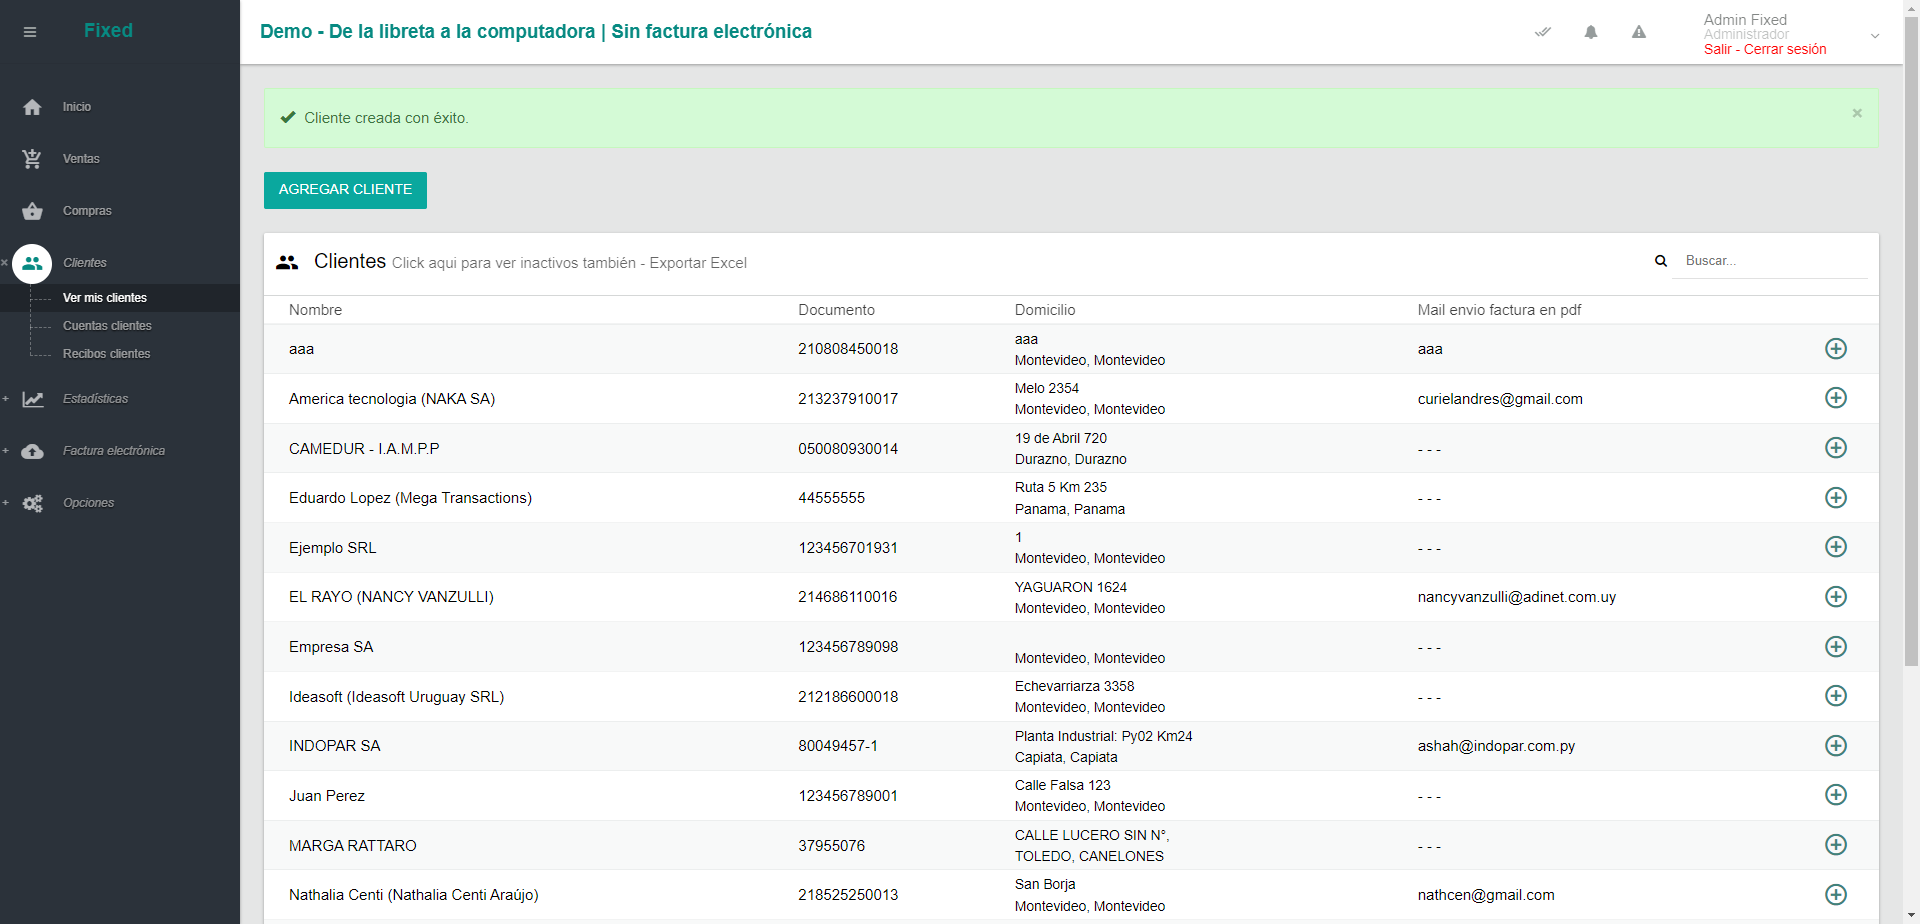 Fixed
Demo - De la libreta a la computadora | Sin factura electrónica
Admin Fixed
Administrador
Salir - Cerrar sesión
Inicio
Ventas
Compras
Clientes
Ver mis clientes
Cuentas clientes
Recibos clientes
Estadísticas
Factura electrónica
Opciones
Cliente creada con éxito.
×
AGREGAR CLIENTE
Clientes Click aqui para ver inactivos también - Exportar Excel
Buscar...
Nombre Documento Domicilio Mail envio factura en pdf
aaa 210808450018 aaa
Montevideo, Montevideo aaa
America tecnologia (NAKA SA) 213237910017 Melo 2354
Montevideo, Montevideo curielandres@gmail.com
CAMEDUR - I.A.M.P.P 050080930014 19 de Abril 720
Durazno, Durazno - - -
Eduardo Lopez (Mega Transactions) 44555555 Ruta 5 Km 235
Panama, Panama - - -
Ejemplo SRL 123456701931 1
Montevideo, Montevideo - - -
EL RAYO (NANCY VANZULLI) 214686110016 YAGUARON 1624
Montevideo, Montevideo nancyvanzulli@adinet.com.uy
Empresa SA 123456789098
Montevideo, Montevideo - - -
Ideasoft (Ideasoft Uruguay SRL) 212186600018 Echevarriarza 3358
Montevideo, Montevideo - - -
INDOPAR SA 80049457-1 Planta Industrial: Py02 Km24
Capiata, Capiata ashah@indopar.com.py
Juan Perez 123456789001 Calle Falsa 123
Montevideo, Montevideo - - -
MARGA RATTARO 37955076 CALLE LUCERO SIN N°,
TOLEDO, CANELONES - - -
Nathalia Centi (Nathalia Centi Araújo) 218525250013 San Borja
Montevideo, Montevideo nathcen@gmail.com